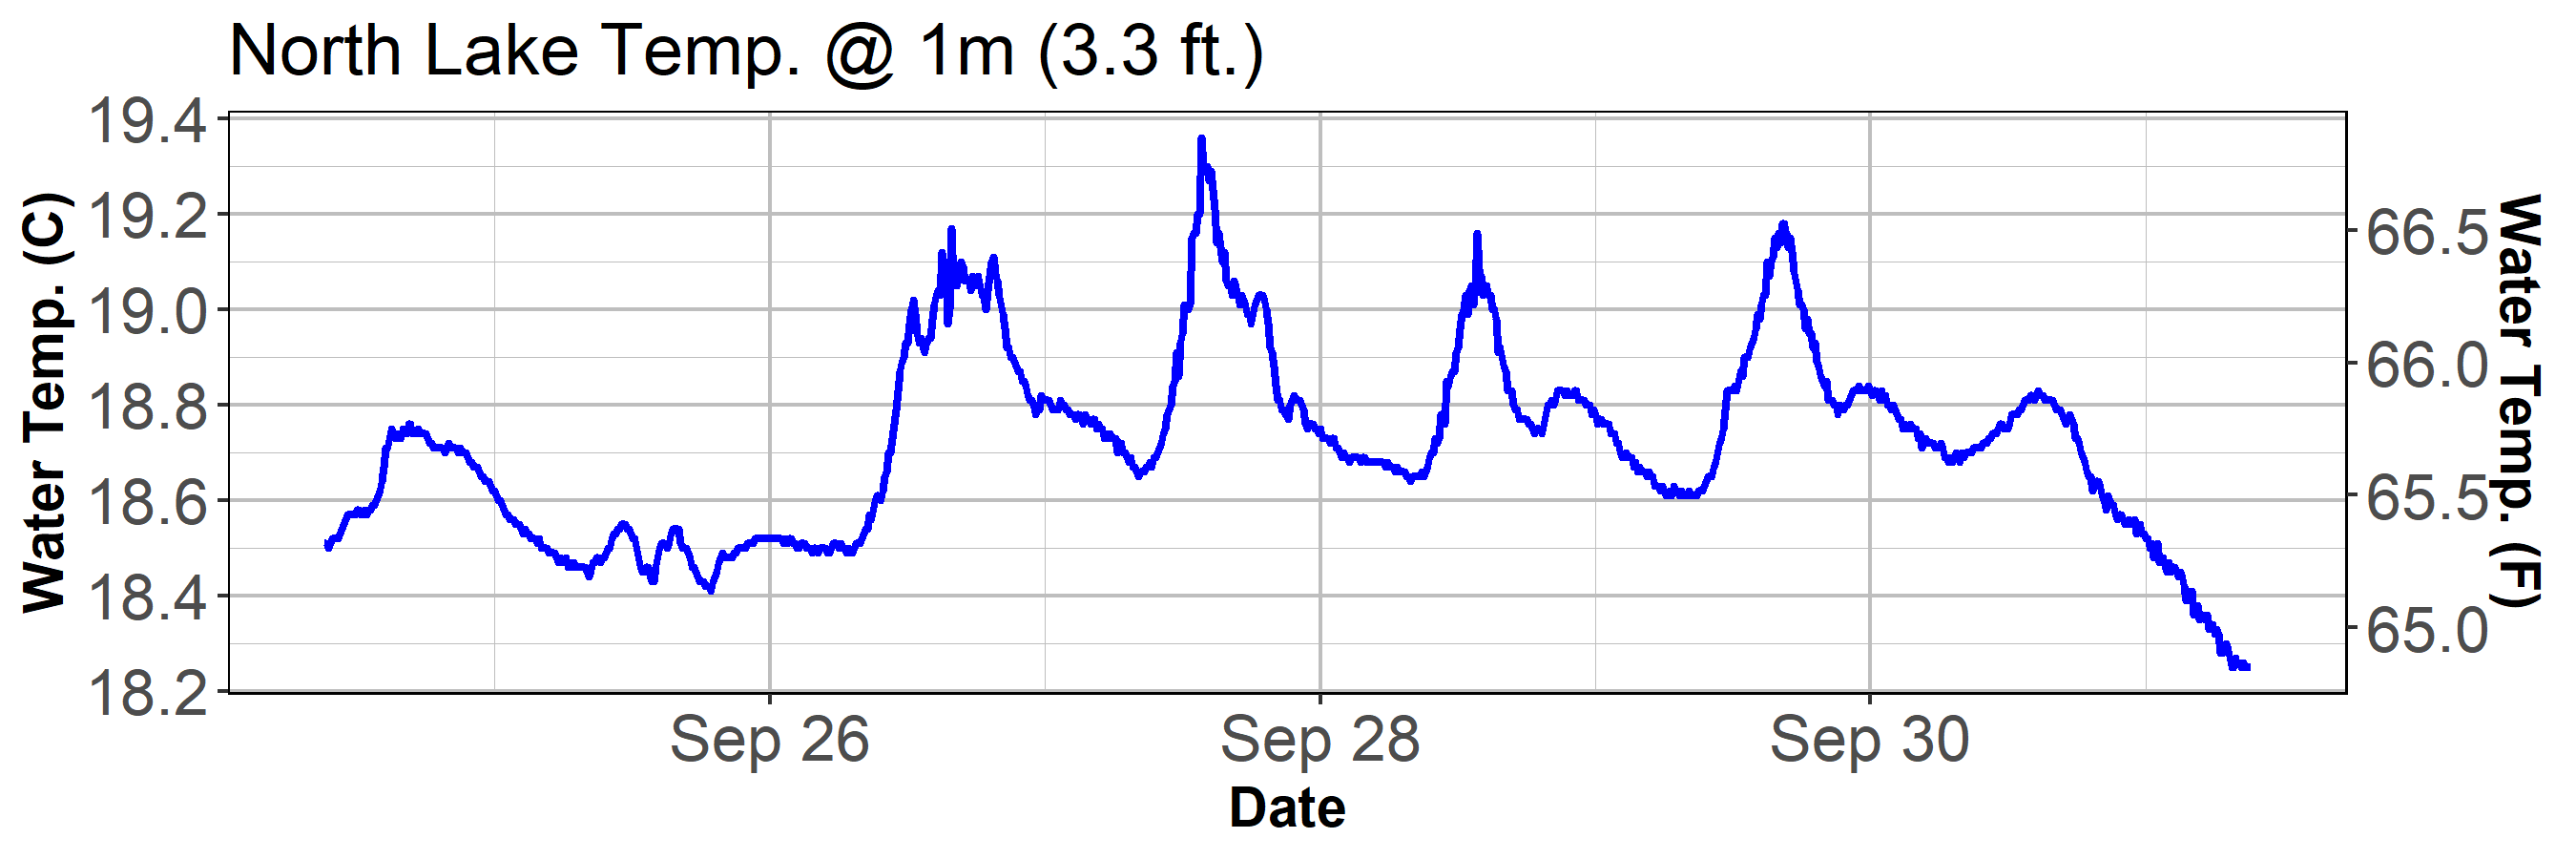 North Lake Temp. @ 1m (3.3 ft.)
Water Temp. (C)
19.4
19.2
19.0
18.8
18.6
18.4
18.2
66.5
66.0
65.5
65.0
Water Temp. (F)
Sep 26 Sep 28 Sep 30
Date